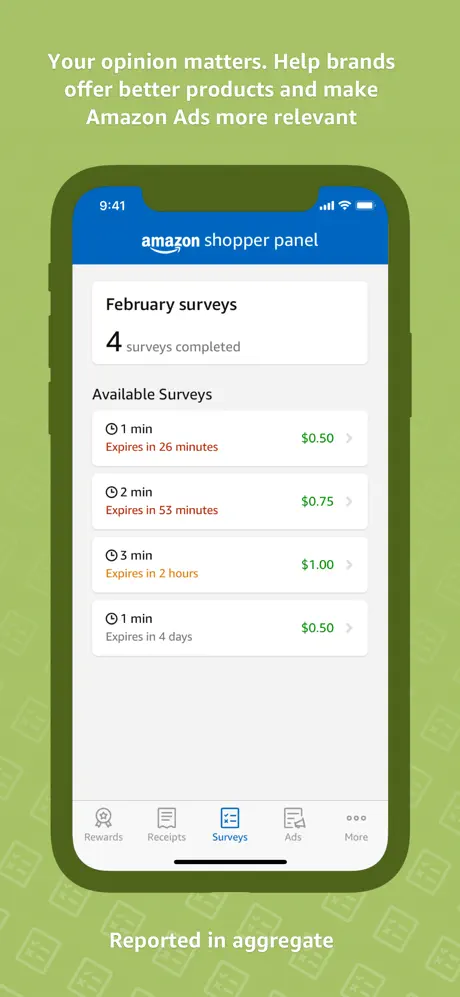 Your opinion matters. Help brands
offer better products and make
Amazon Ads more relevant
9:41
amazon shopper panel
February surveys
4 surveys completed
Available Surveys
1 min
Expires in 26 minutes
$0.50
2 min
Expires in 53 minutes
$0.75
3 min
Expires in 2 hours
$1.00
1 min
Expires in 4 days
$0.50
Rewards
Receipts
Surveys
Ads
More
Reported in aggregate